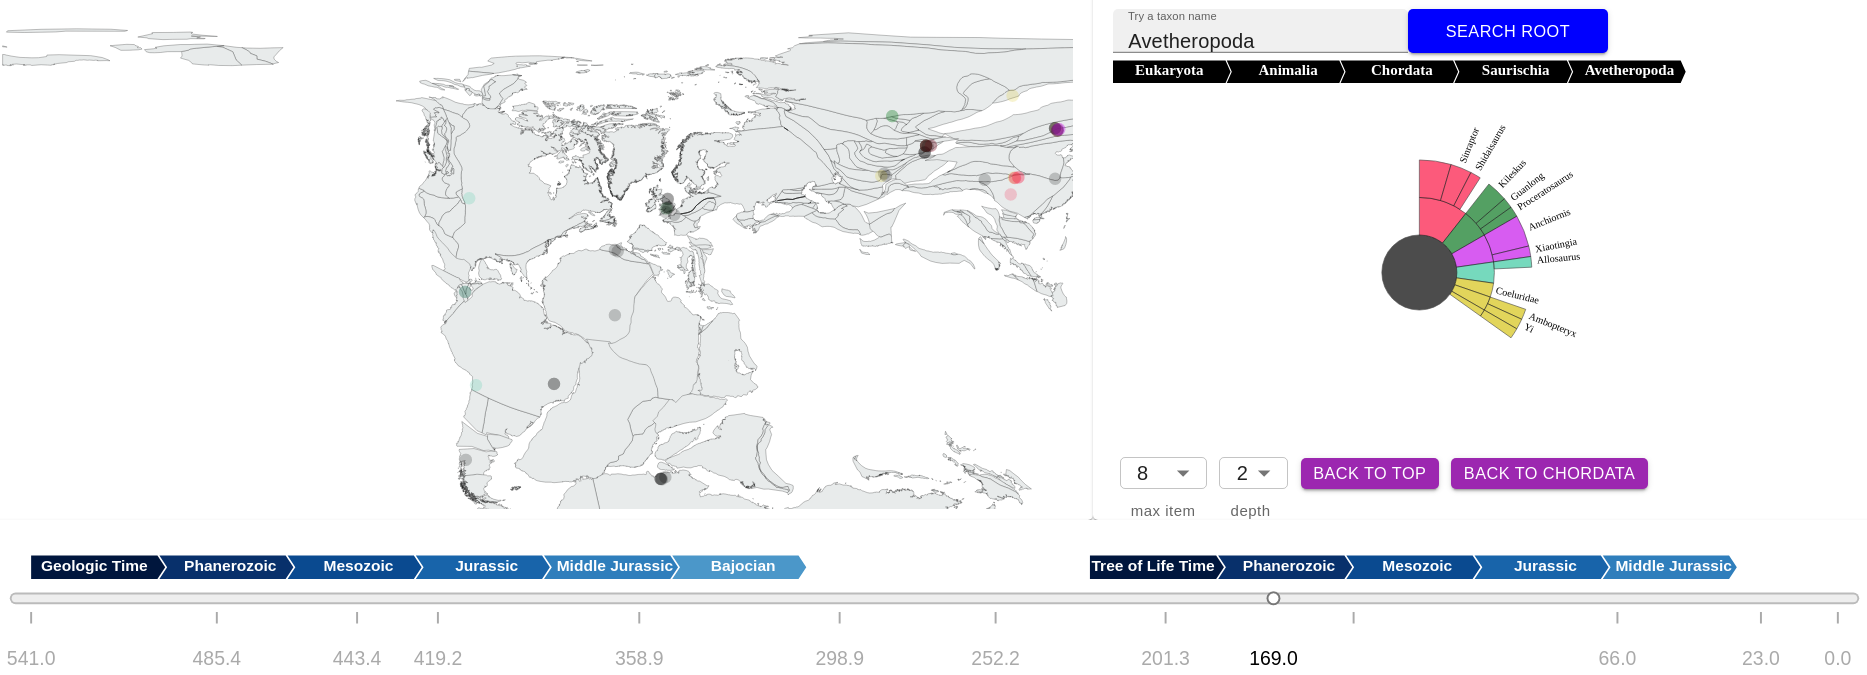 Try a taxon name
Avetheropoda
SEARCH ROOT
Eukaryota Animalia Chordata Saurischia Avetheropoda
Sinraptor
Shidaisaurus
Kileskus
Guanlong
Proceratosaurus
Anchiornis
Xiaotingia
Allosaurus
Coeluridae
Ambopteryx
Yi
8 2 BACK TO TOP BACK TO CHORDATA
max item depth
Geologic Time Phanerozoic Mesozoic Jurassic Middle Jurassic Bajocian
Tree of Life Time Phanerozoic Mesozoic Jurassic Middle Jurassic
541.0 485.4 443.4 419.2 358.9 298.9 252.2 201.3 169.0 66.0 23.0 0.0